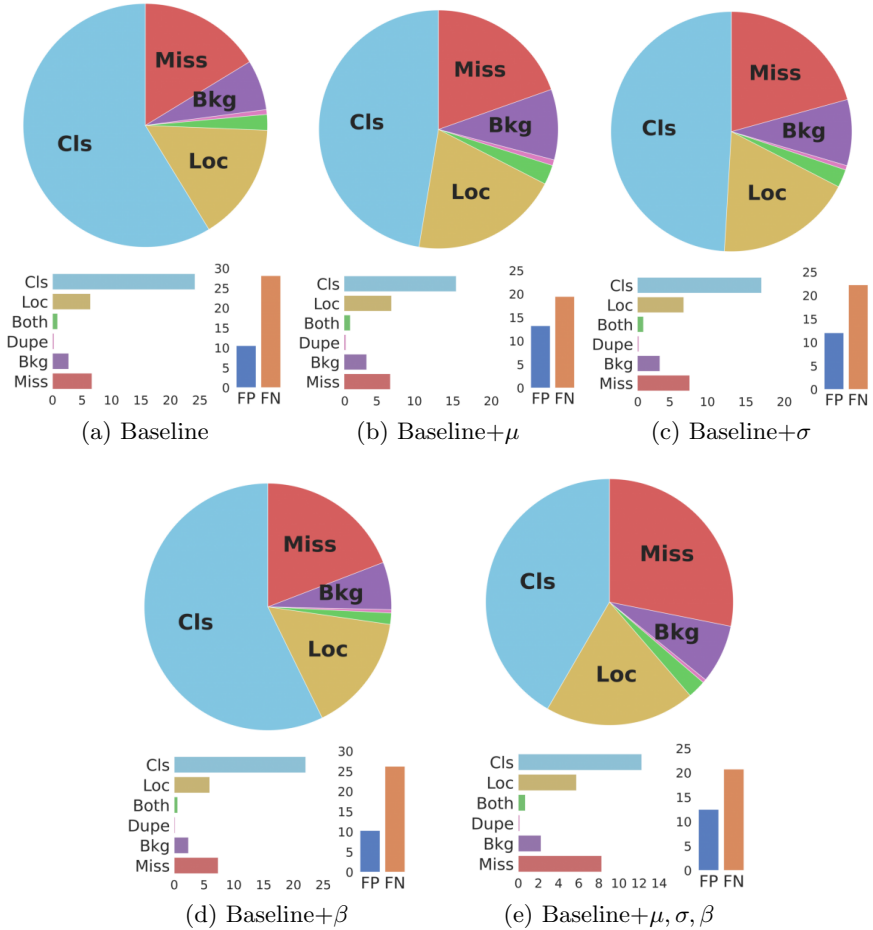 Miss
Bkg
Cls
Loc
Miss
Bkg
Cls
Loc
Miss
Bkg
Cls
Loc
Cls
Loc
Both
Dupe
Bkg
Miss
0 5 10 15 20 25
30
25
20
15
10
5
0
FP FN
Cls
Loc
Both
Dupe
Bkg
Miss
0 5 10 15 20
25
20
15
10
5
0
FP FN
Cls
Loc
Both
Dupe
Bkg
Miss
0 5 10 15 20
25
20
15
10
5
0
FP FN
(a) Baseline
(b) Baseline+μ
(c) Baseline+σ
Miss
Bkg
Cls
Loc
Miss
Bkg
Cls
Loc
Cls
Loc
Both
Dupe
Bkg
Miss
0 5 10 15 20 25
30
25
20
15
10
5
0
FP FN
Cls
Loc
Both
Dupe
Bkg
Miss
0 2 4 6 8 10 12 14
25
20
15
10
5
0
FP FN
(d) Baseline+β
(e) Baseline+μ, σ, β